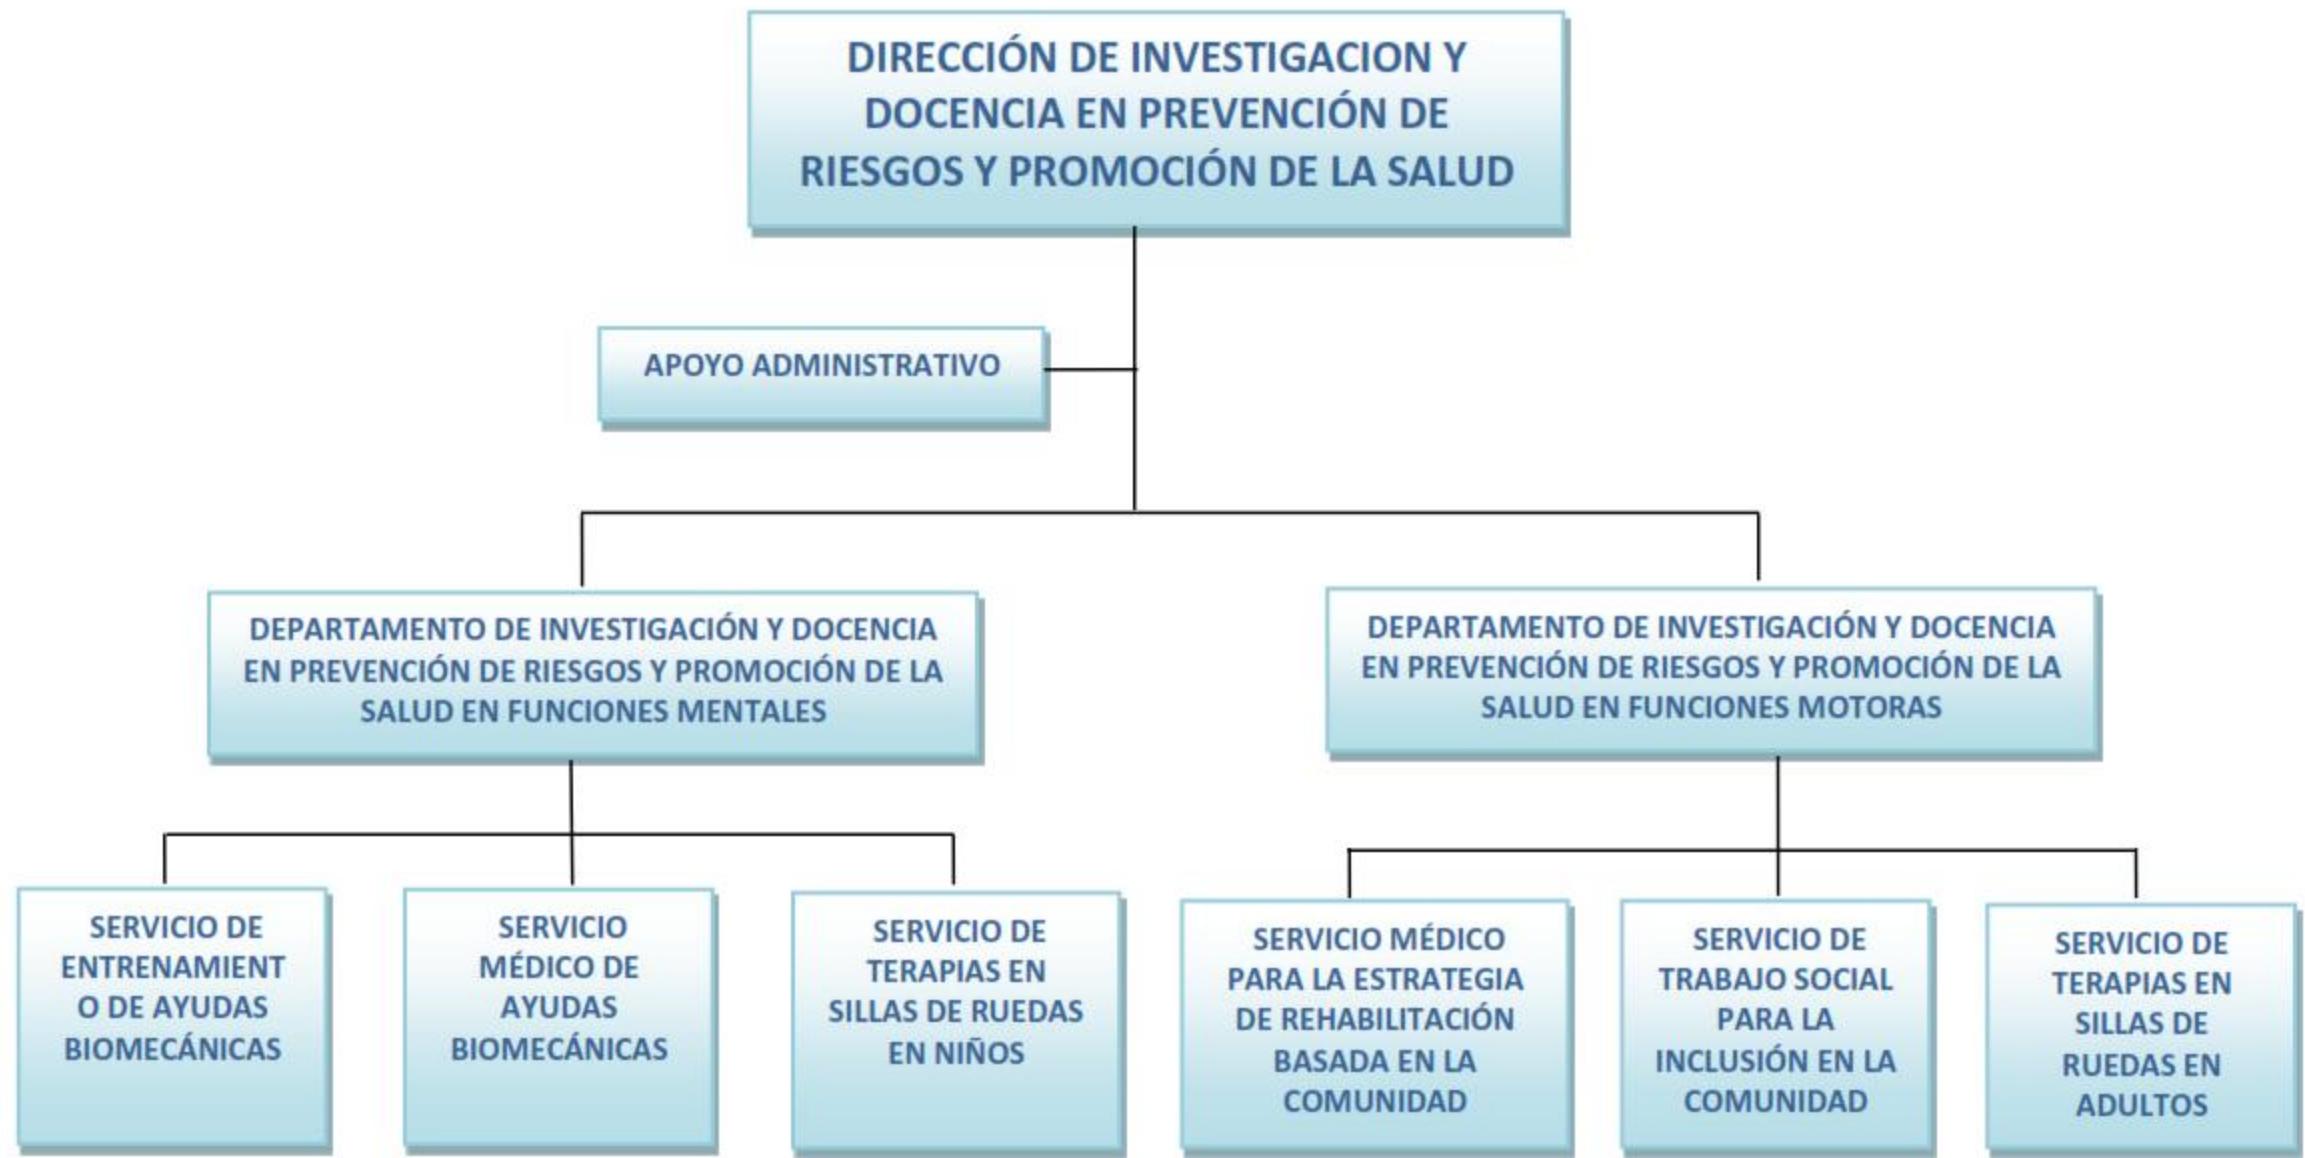 DIRECCIÓN DE INVESTIGACION Y
DOCENCIA EN PREVENCIÓN DE
RIESGOS Y PROMOCIÓN DE LA SALUD
APOYO ADMINISTRATIVO
DEPARTAMENTO DE INVESTIGACIÓN Y DOCENCIA
EN PREVENCIÓN DE RIESGOS Y PROMOCIÓN DE LA
SALUD EN FUNCIONES MENTALES
DEPARTAMENTO DE INVESTIGACIÓN Y DOCENCIA
EN PREVENCIÓN DE RIESGOS Y PROMOCIÓN DE LA
SALUD EN FUNCIONES MOTORAS
SERVICIO DE
ENTRENAMIENT
O DE AYUDAS
BIOMECÁNICAS
SERVICIO
MÉDICO DE
AYUDAS
BIOMECÁNICAS
SERVICIO DE
TERAPIAS EN
SILLAS DE RUEDAS
EN NIÑOS
SERVICIO MÉDICO
PARA LA ESTRATEGIA
DE REHABILITACIÓN
BASADA EN LA
COMUNIDAD
SERVICIO DE
TRABAJO SOCIAL
PARA LA
INCLUSIÓN EN LA
COMUNIDAD
SERVICIO DE
TERAPIAS EN
SILLAS DE
RUEDAS EN
ADULTOS